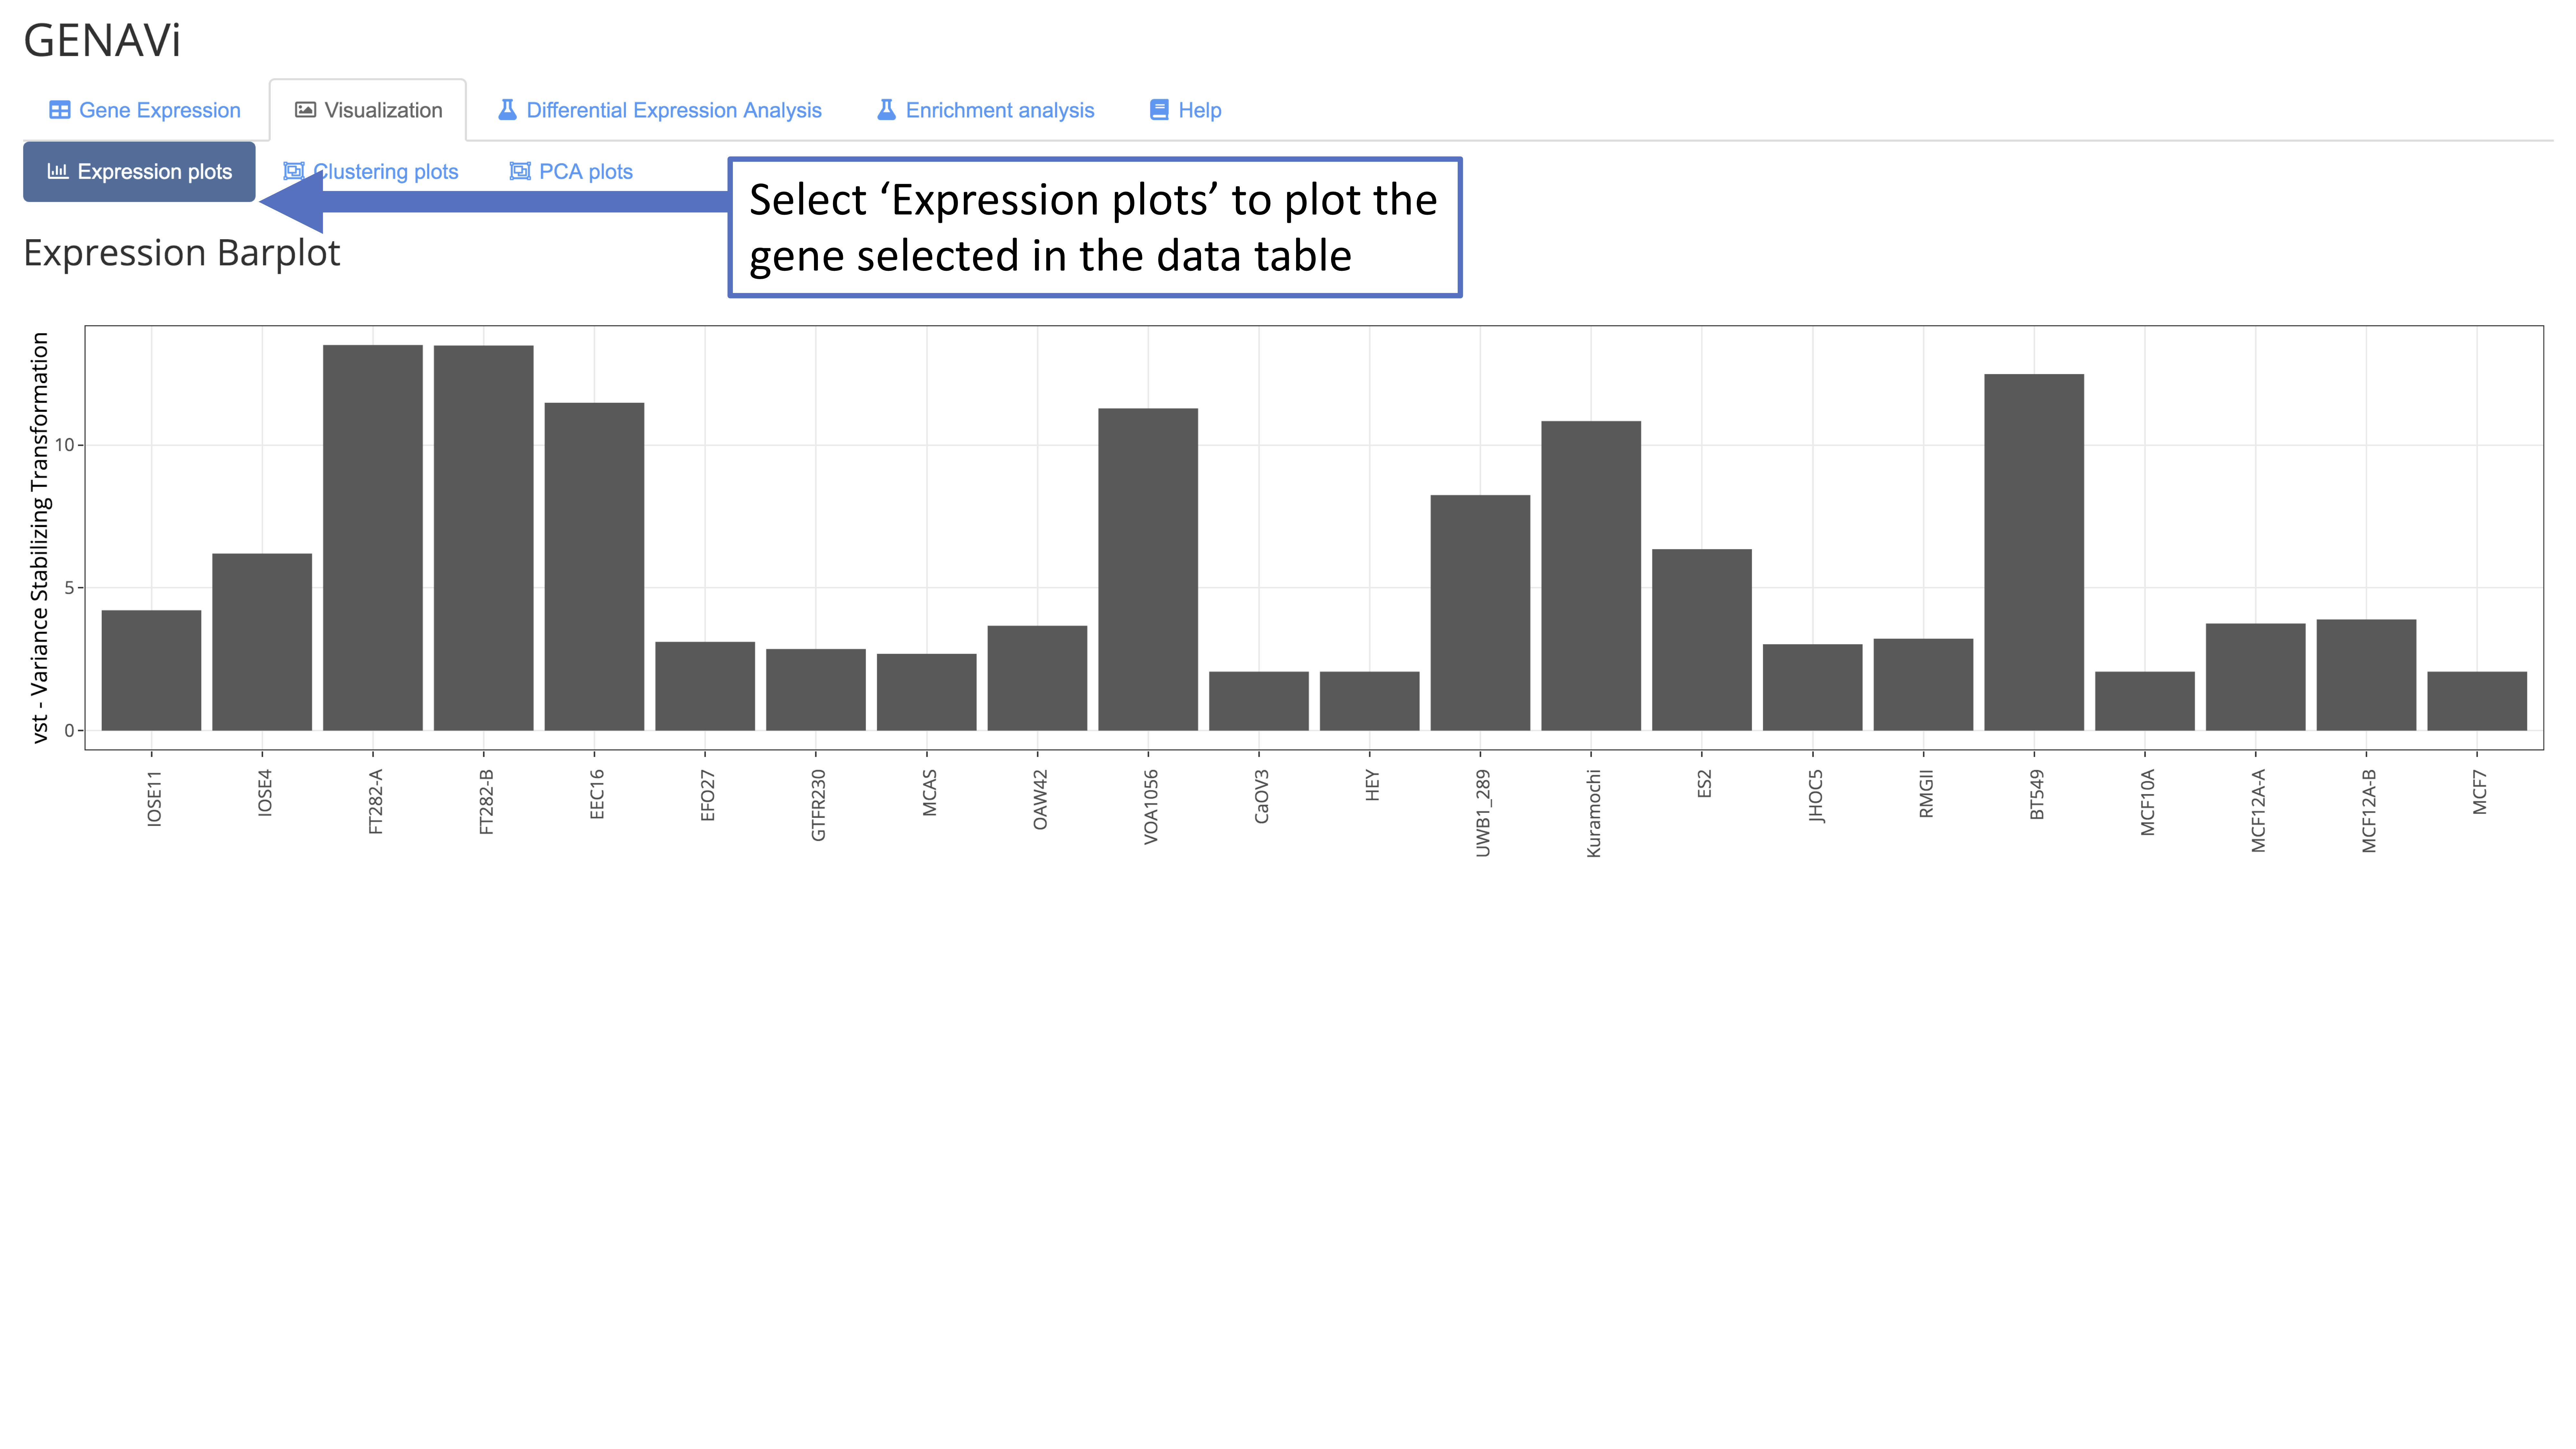 GENAVi
Gene Expression
Visualization
Differential Expression Analysis
Enrichment analysis
Help
Expression plots
Clustering plots
PCA plots
Select ‘Expression plots’ to plot the
gene selected in the data table
Expression Barplot
vst - Variance Stabilizing Transformation
10
5
0
IOSE11
IOSE4
FT282-A
FT282-B
EEC16
EFO27
GTFR230
MCAS
OAW42
VOA1056
CaOV3
HEY
UWB1_289
Kuramochi
ES2
JHOC5
RMGII
BT549
MCF10A
MCF12A-A
MCF12A-B
MCF7